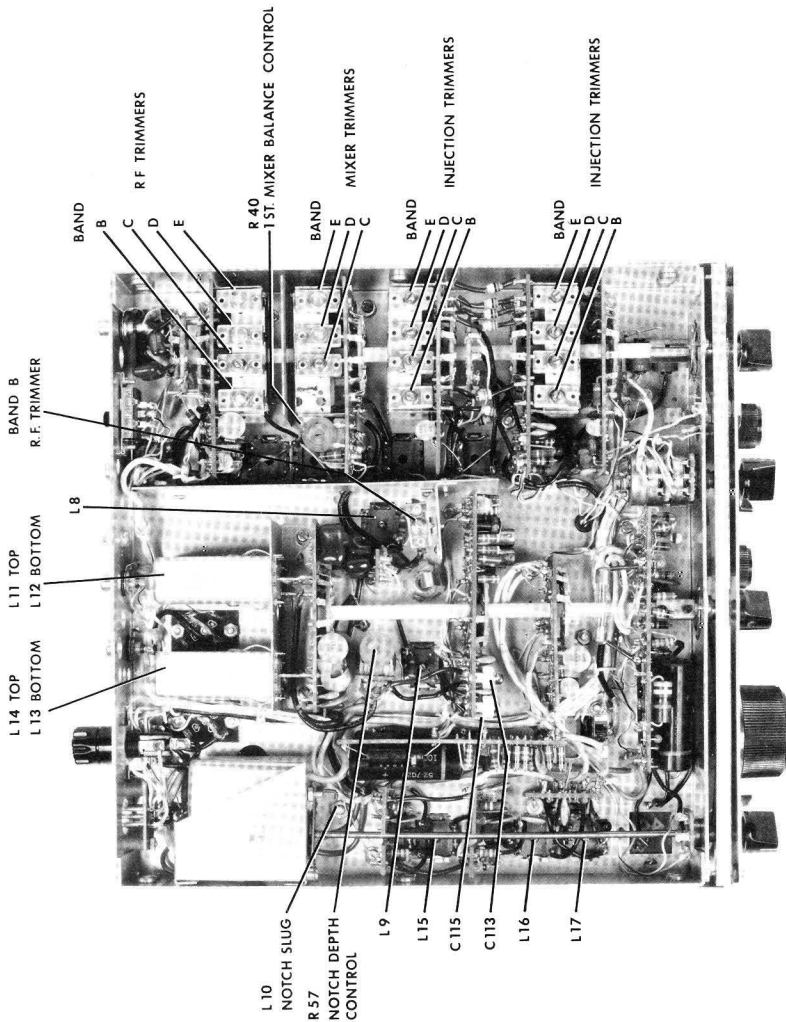 L14 TOP
L13 BOTTOM
L11 TOP
L12 BOTTOM
L8
BAND B
R.F. TRIMMER
BAND
B
C
D
E
RF TRIMMERS
R 40
1 ST. MIXER BALANCE CONTROL
BAND
E
D
C
MIXER TRIMMERS
BAND
E
D
C
B
INJECTION TRIMMERS
BAND
E
D
C
B
INJECTION TRIMMERS
L10
NOTCH SLUG
R 57
NOTCH DEPTH
CONTROL
L9
L15
C 115
C113
L16
L17